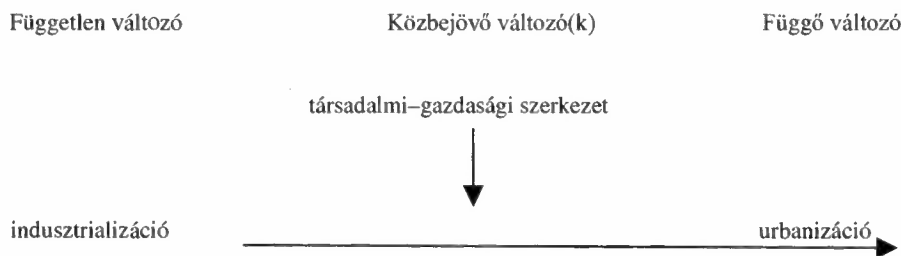 Független változó Közbejövő változó(k) Függő változó
társadalmi–gazdasági szerkezet
indusztrializáció urbanizáció